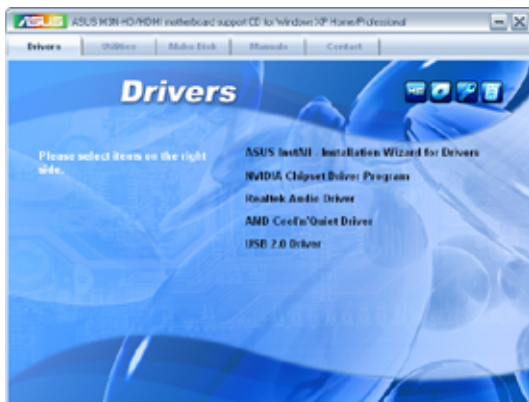 ASUS
ASUS M3N-HD/HDMI motherboard support CD for Windows XP Home/Professional
Drivers
Utilities
Make Disk
Manuals
Contact
Drivers
Please select items on the right
side.
ASUS InstAll - Installation Wizard for Drivers
NVIDIA Chipset Driver Program
Realtek Audio Driver
AMD Cool'n'Quiet Driver
USB 2.0 Driver